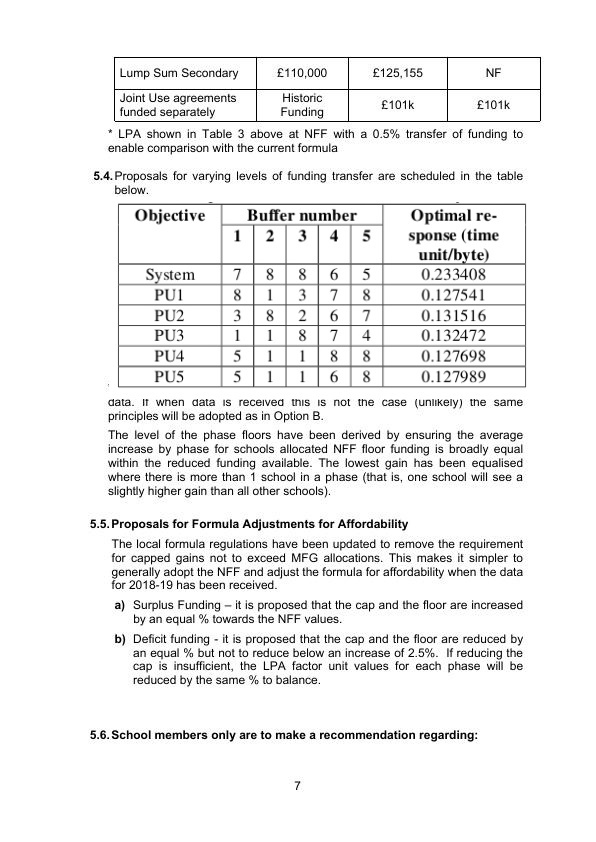 Lump Sum Secondary £110,000 £125,155 NF
Joint Use agreements funded separately Historic Funding £101k £101k
* LPA shown in Table 3 above at NFF with a 0.5% transfer of funding to
enable comparison with the current formula
5.4. Proposals for varying levels of funding transfer are scheduled in the table
below.
Objective Buffer number Optimal re-
1 2 3 4 5 sponse (time
unit/byte)
System 7 8 8 6 5 0.233408
PU1 8 1 3 7 8 0.127541
PU2 3 8 2 6 7 0.131516
PU3 1 1 8 7 4 0.132472
PU4 5 1 1 8 8 0.127698
PU5 5 1 1 6 8 0.127989
data. If when data is received this is not the case (unlikely) the same
principles will be adopted as in Option B.
The level of the phase floors have been derived by ensuring the average
increase by phase for schools allocated NFF floor funding is broadly equal
within the reduced funding available. The lowest gain has been equalised
where there is more than 1 school in a phase (that is, one school will see a
slightly higher gain than all other schools).
5.5. Proposals for Formula Adjustments for Affordability
The local formula regulations have been updated to remove the requirement
for capped gains not to exceed MFG allocations. This makes it simpler to
generally adopt the NFF and adjust the formula for affordability when the data
for 2018-19 has been received.
a) Surplus Funding – it is proposed that the cap and the floor are increased
by an equal % towards the NFF values.
b) Deficit funding - it is proposed that the cap and the floor are reduced by
an equal % but not to reduce below an increase of 2.5%. If reducing the
cap is insufficient, the LPA factor unit values for each phase will be
reduced by the same % to balance.
5.6. School members only are to make a recommendation regarding:
7